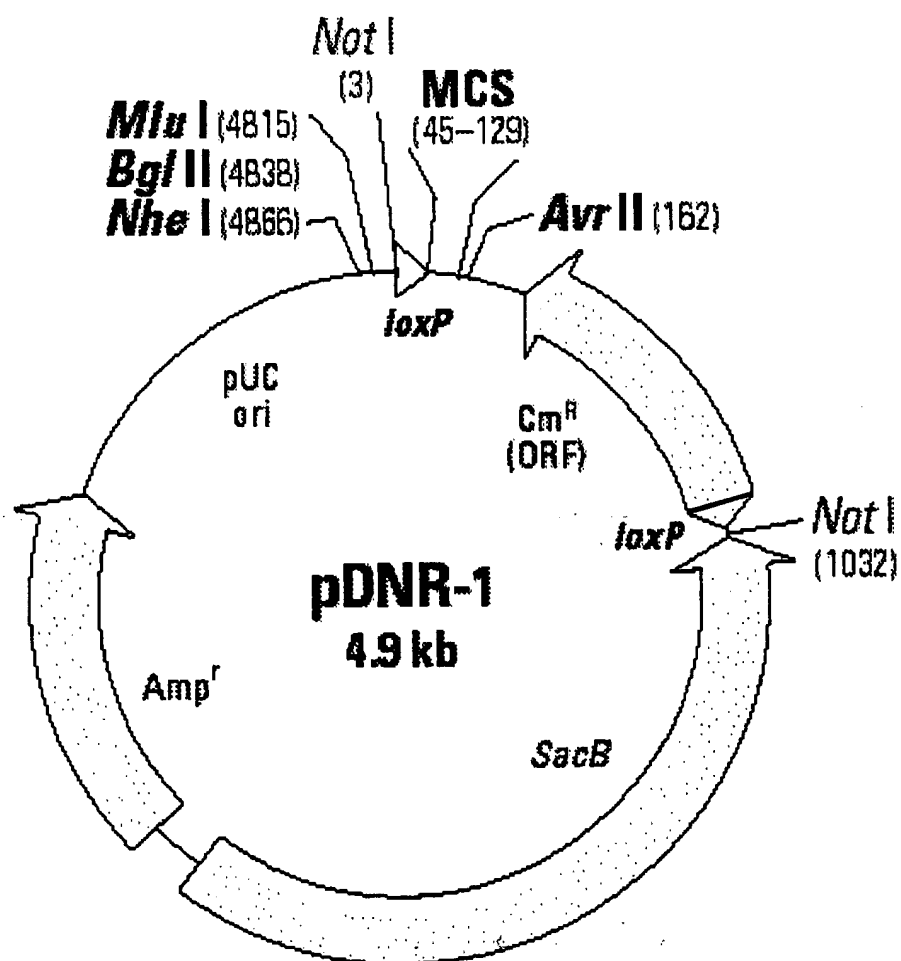 Not I
(3)
MCS
(45–129)
Mlu I (4815)
Bgl II (4838)
Nhe I (4866)
Avr II (162)
loxP
pUC
ori
Cm^R
(ORF)
loxP
Not I
(1032)
pDNR-1
4.9 kb
Amp^r
SacB